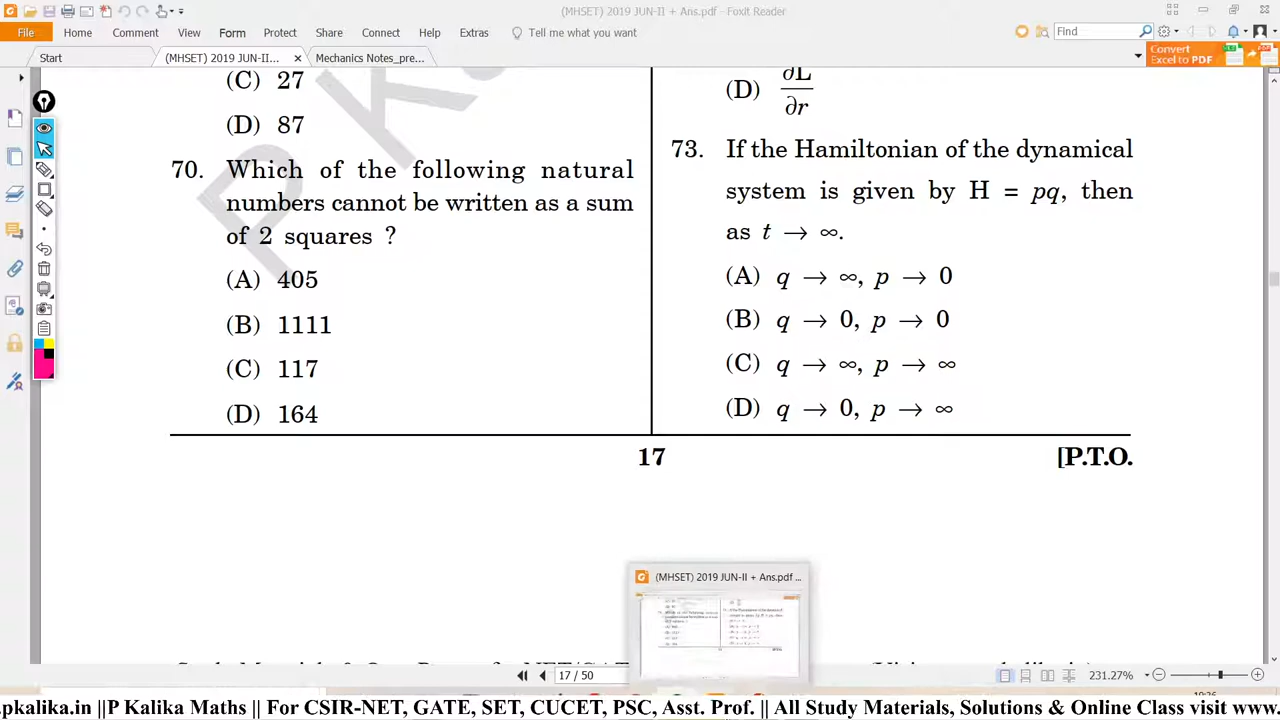 (MHSET) 2019 JUN-II + Ans.pdf - Foxit Reader
File Home Comment View Form Protect Share Connect Help Extras Tell me what you want Find
Convert
Excel to PDF
Start (MHSET) 2019 JUN-II... Mechanics Notes_pre...
P K
(C) 27
(D) 87
70. Which of the following natural
numbers cannot be written as a sum
of 2 squares ?
(A) 405
(B) 1111
(C) 117
(D) 164
(D) ∂L/∂r
73. If the Hamiltonian of the dynamical
system is given by H = pq, then
as t → ∞.
(A) q → ∞, p → 0
(B) q → 0, p → 0
(C) q → ∞, p → ∞
(D) q → 0, p → ∞
17
[P.T.O.
(MHSET) 2019 JUN-II + Ans.pdf ...
17 / 50
231.27%
.pkalika.in ||P Kalika Maths || For CSIR-NET, GATE, SET, CUCET, PSC, Asst. Prof. || All Study Materials, Solutions & Online Class visit www.